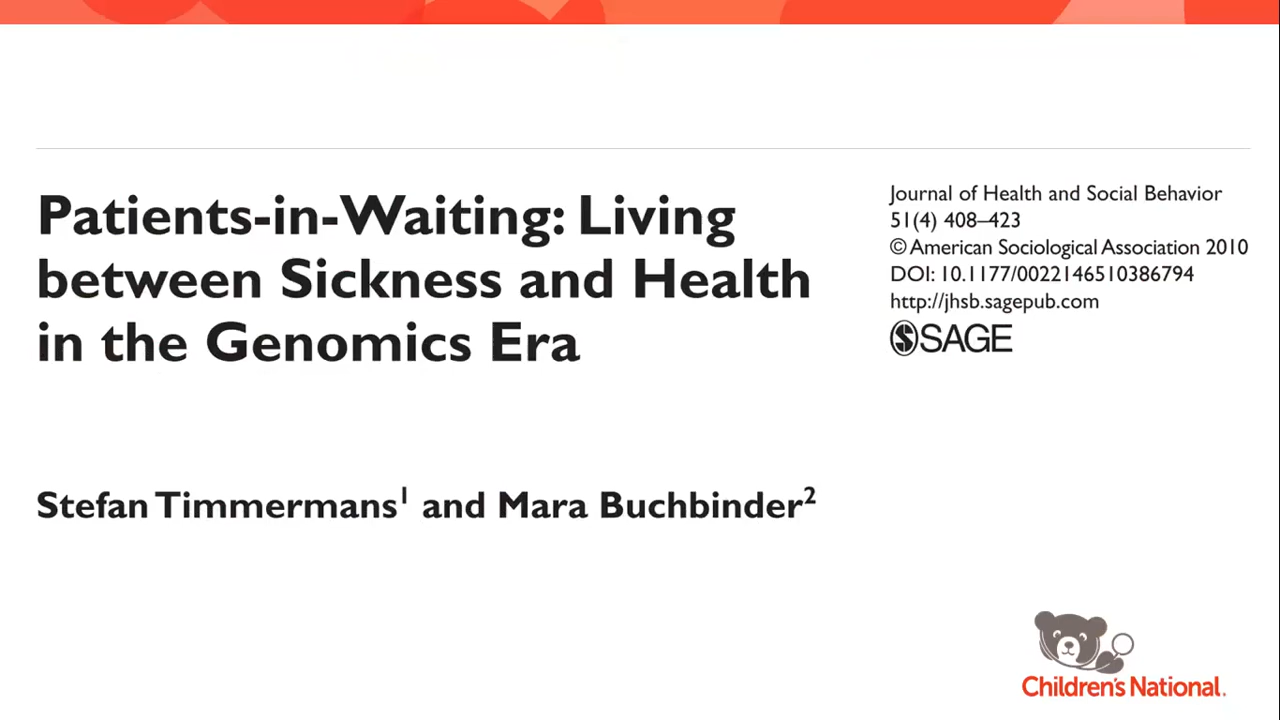 Patients-in-Waiting: Living
between Sickness and Health
in the Genomics Era
Journal of Health and Social Behavior
51(4) 408–423
© American Sociological Association 2010
DOI: 10.1177/0022146510386794
http://jhsb.sagepub.com
SAGE
Stefan Timmermans¹ and Mara Buchbinder²
Children's National.